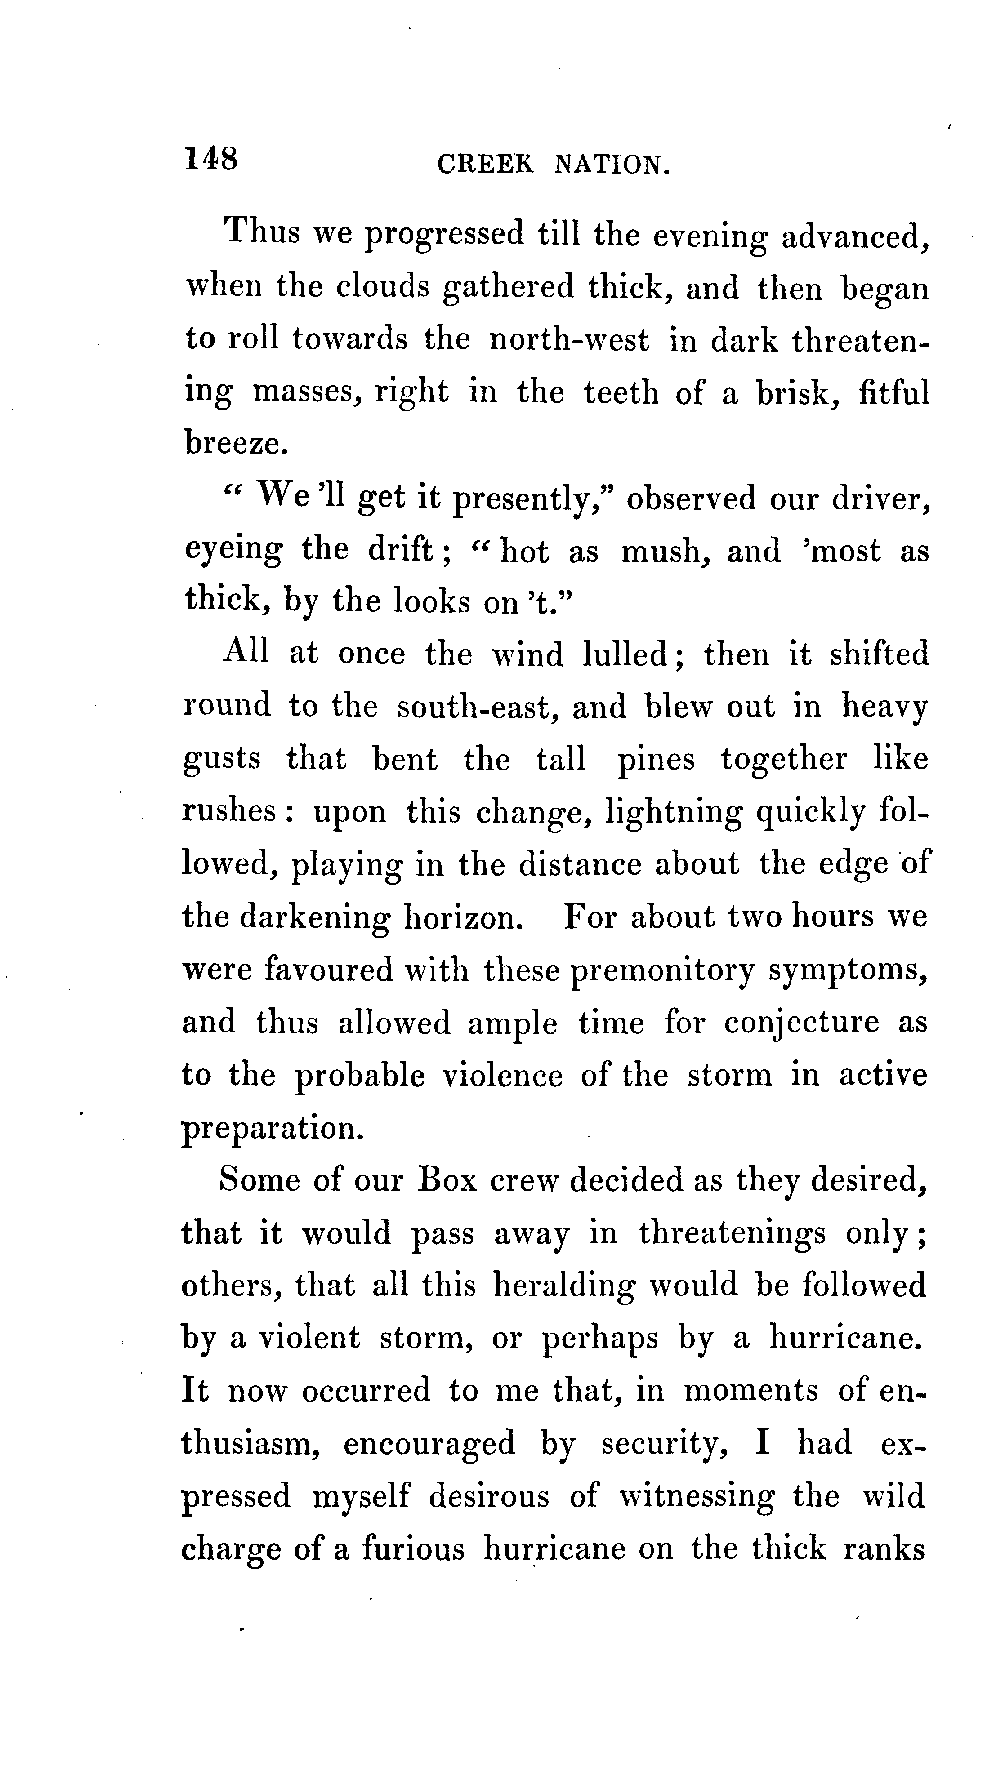 148 CREEK NATION.
Thus we progressed till the evening advanced,
when the clouds gathered thick, and then began
to roll towards the north-west in dark threaten-
ing masses, right in the teeth of a brisk, fitful
breeze.
“ We ’ll get it presently,” observed our driver,
eyeing the drift ; “ hot as mush, and ’most as
thick, by the looks on ’t.”
All at once the wind lulled ; then it shifted
round to the south-east, and blew out in heavy
gusts that bent the tall pines together like
rushes : upon this change, lightning quickly fol-
lowed, playing in the distance about the edge of
the darkening horizon. For about two hours we
were favoured with these premonitory symptoms,
and thus allowed ample time for conjecture as
to the probable violence of the storm in active
preparation.
Some of our Box crew decided as they desired,
that it would pass away in threatenings only ;
others, that all this heralding would be followed
by a violent storm, or perhaps by a hurricane.
It now occurred to me that, in moments of en-
thusiasm, encouraged by security, I had ex-
pressed myself desirous of witnessing the wild
charge of a furious hurricane on the thick ranks